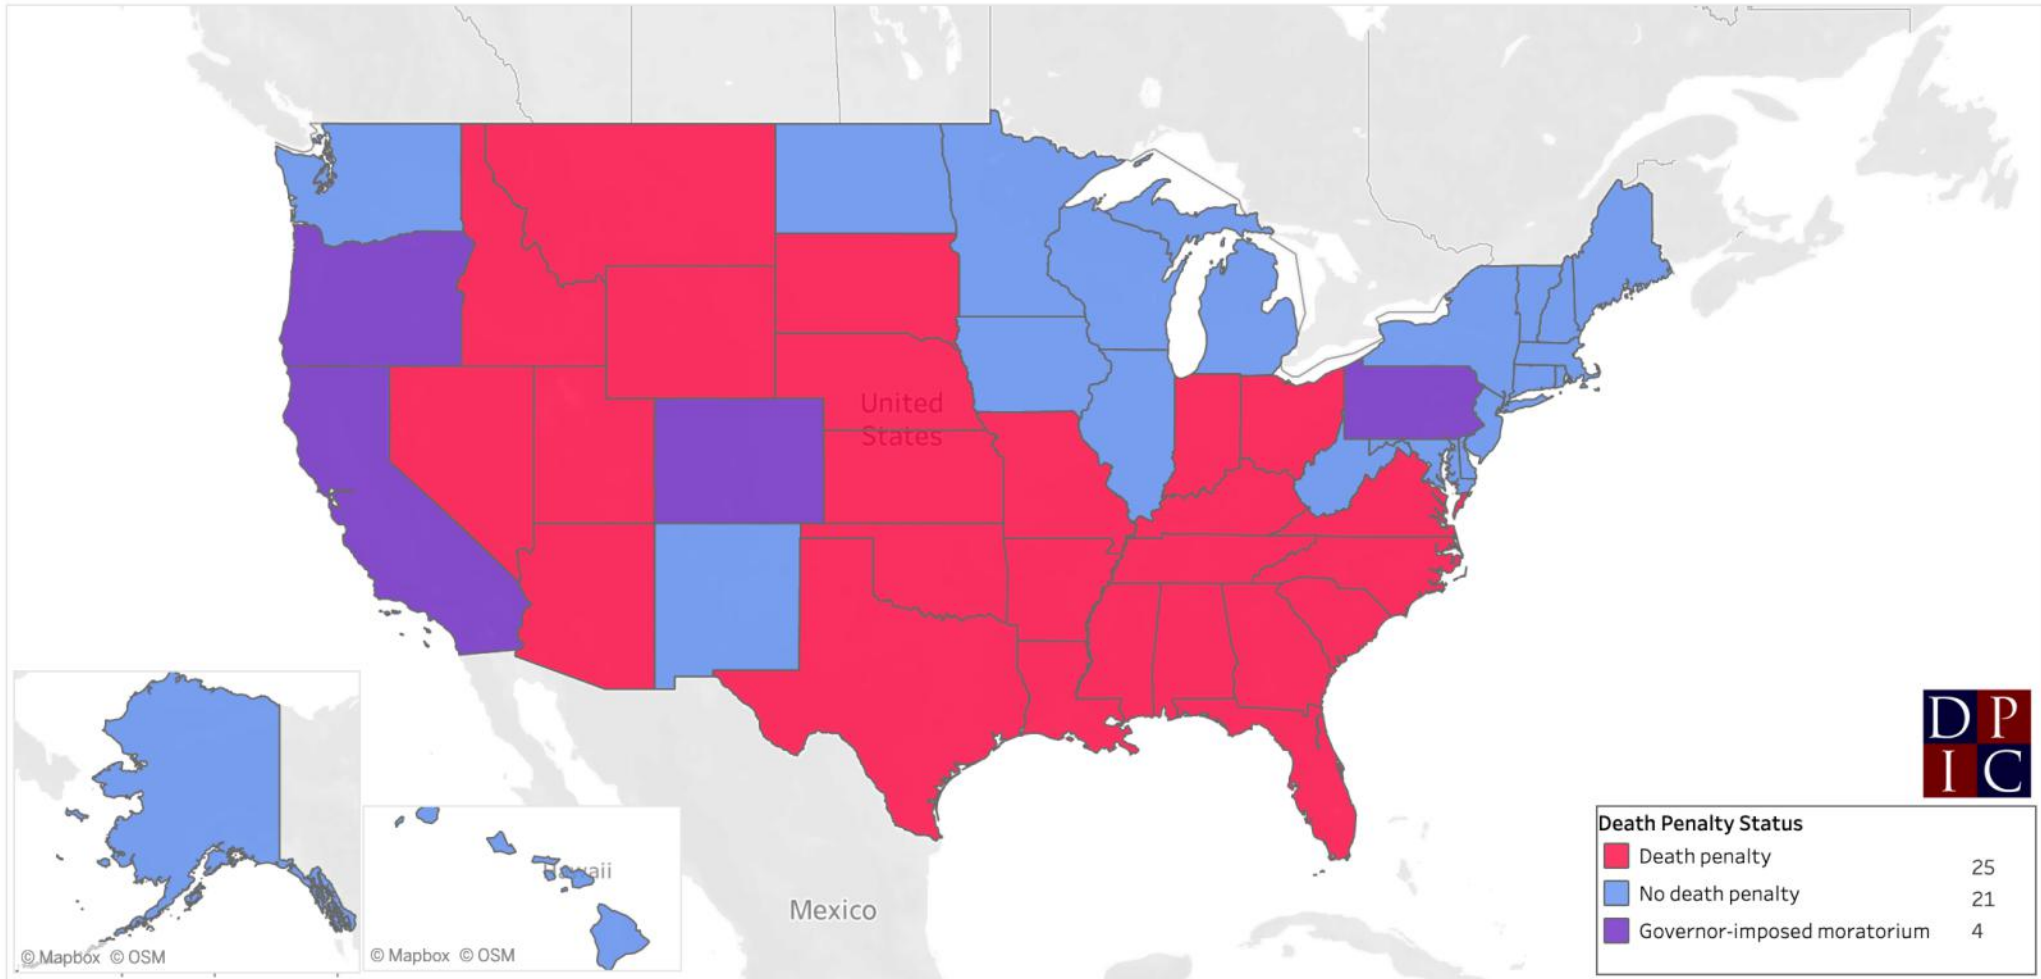 United
States
D P
I C
Death Penalty Status
Death penalty 25
No death penalty 21
Governor-imposed moratorium 4
Hawaii
Mexico
© Mapbox © OSM
© Mapbox © OSM